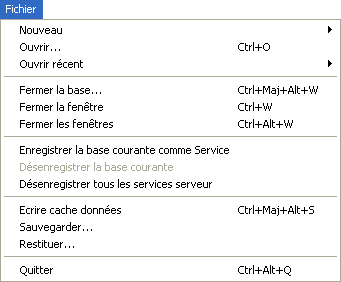 Fichier
Nouveau
Ouvrir... Ctrl+O
Ouvrir récent
Fermer la base... Ctrl+Maj+Alt+W
Fermer la fenêtre Ctrl+W
Fermer les fenêtres Ctrl+Alt+W
Enregistrer la base courante comme Service
Désenregistrer la base courante
Désenregistrer tous les services serveur
Ecrire cache données Ctrl+Maj+Alt+S
Sauvegarder...
Restituer...
Quitter Ctrl+Alt+Q